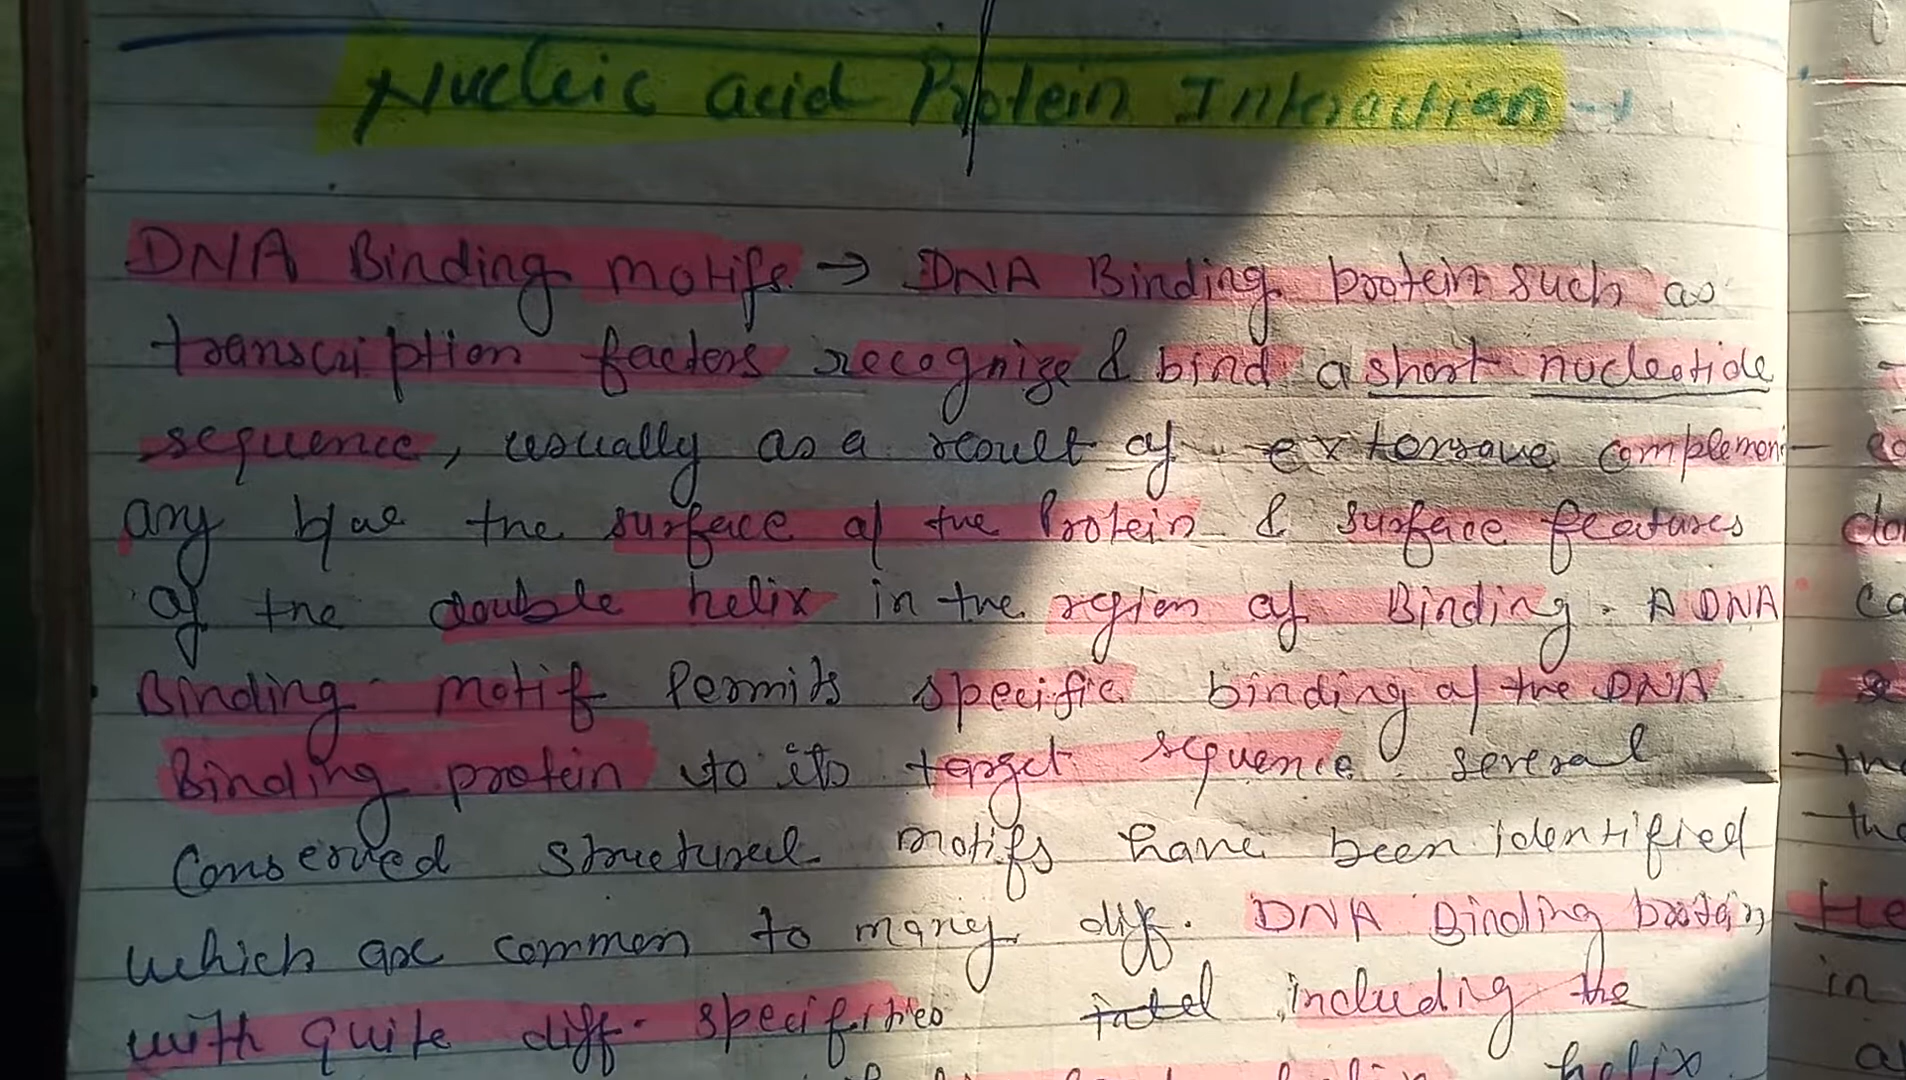 Nucleic acid Protein Interaction →
DNA Binding motifs → DNA Binding protein such as
transcription factors recognize & bind a short nucleotide
sequence, usually as a result of extensave complement-
ary b/w the surface of the Protein & surface features
of the double helix in the region of Binding. A DNA
Binding motif Permits specific binding of the DNA
Binding protein to its target sequence. several
Conserved structural motifs have been identified
which are common to many diff. DNA Binding protein
with quite diff. specifities including the
helix